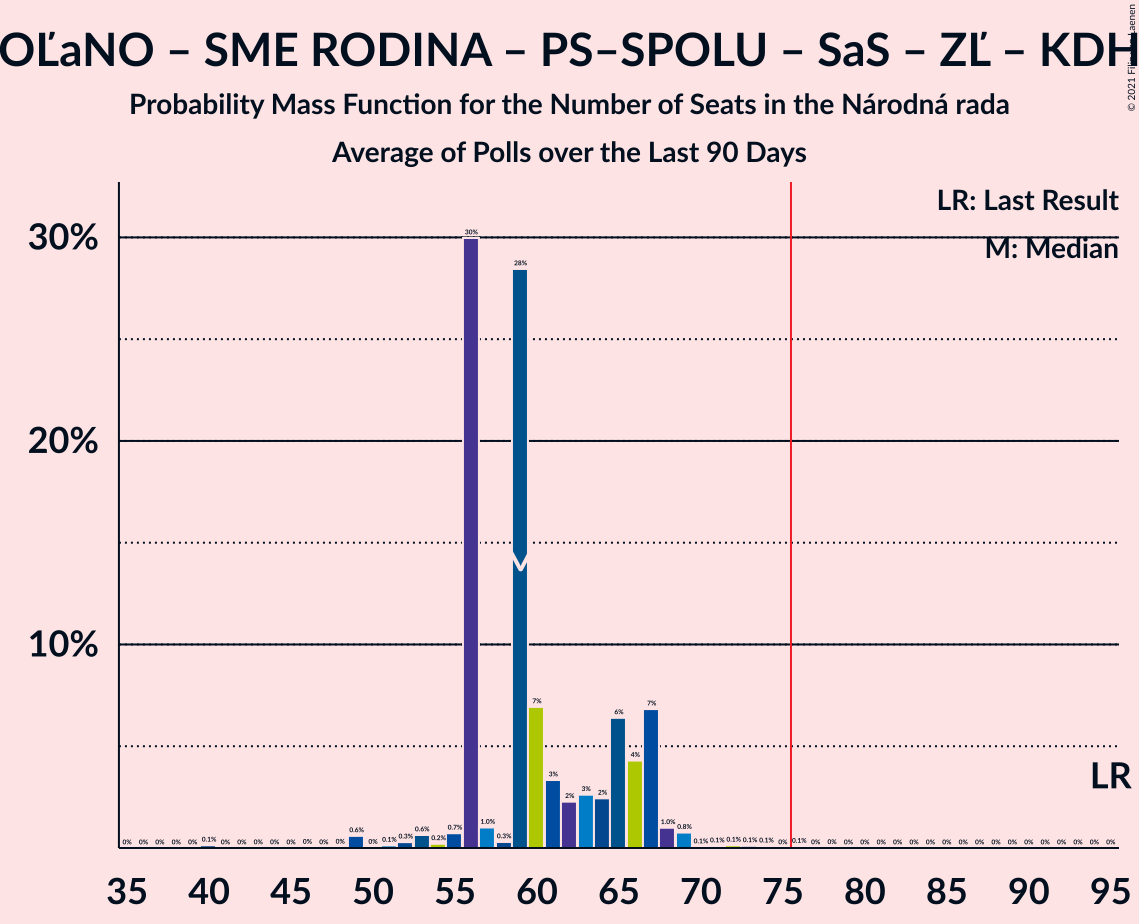 OĽaNO – SME RODINA – PS–SPOLU – SaS – ZĽ – KDH
Probability Mass Function for the Number of Seats in the Národná rada
Average of Polls over the Last 90 Days
© 2021
LR: Last Result
M: Median
30%
20%
10%
0% 0% 0% 0% 0% 0.1% 0% 0% 0% 0% 0% 0% 0% 0% 0.6% 0% 0.1% 0.3% 0.6% 0.2% 0.7% 30% 1.0% 0.3% 28% 7% 3% 2% 3% 2% 6% 4% 7% 1.0% 0.8% 0.1% 0.1% 0.1% 0.1% 0.1% 0% 0.1% 0% 0% 0% 0% 0% 0% 0% 0% 0% 0% 0% 0% 0% 0% 0% 0% 0% 0% 0%
LR
35 40 45 50 55 60 65 70 75 80 85 90 95